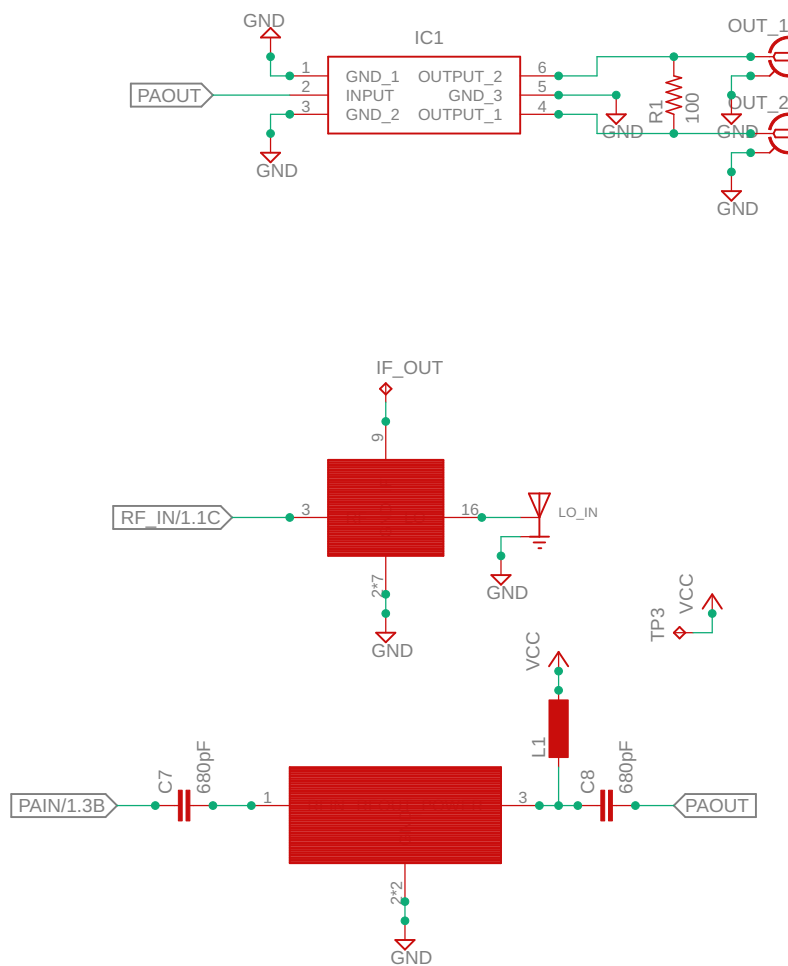 GND
IC1
OUT_1
1
GND_1
OUTPUT_2
6
PAOUT
2
INPUT
GND_3
5
3
GND_2
OUTPUT_1
4
R1
100
GND
GND
OUT_2
GND
GND
IF_OUT
9
RF_IN/1.1C
3
16
LO_IN
2*7
GND
GND
TP3
VCC
VCC
L1
C7
680pF
C8
680pF
PAIN/1.3B
1
3
PAOUT
2*2
GND